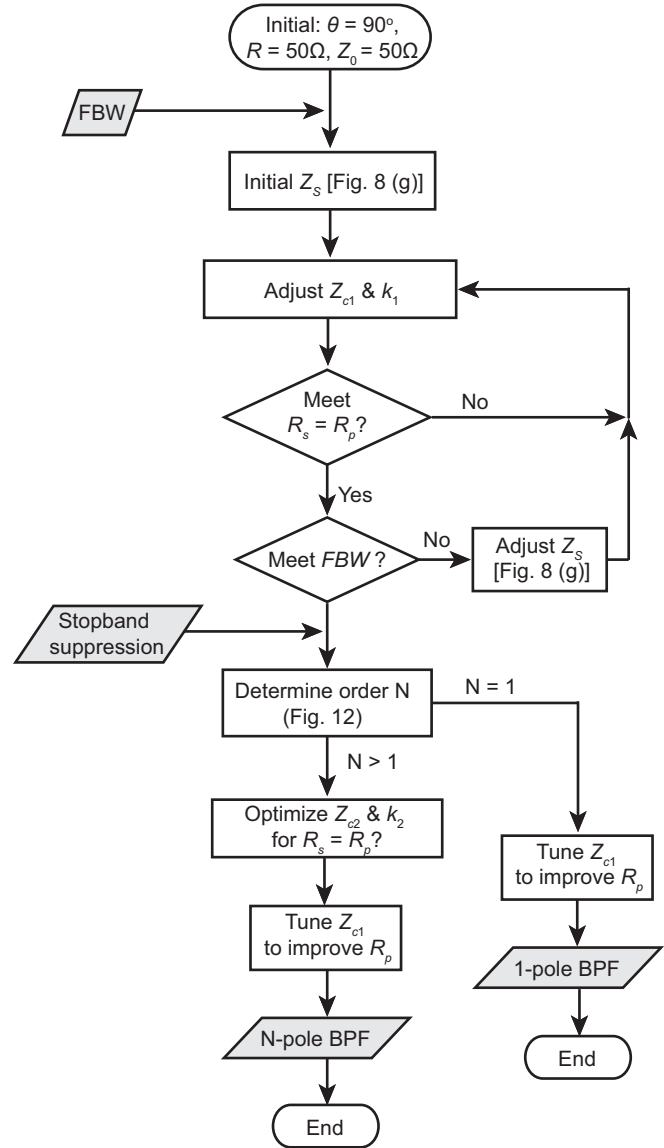 Initial: θ = 90°,
R = 50Ω, Z0 = 50Ω
FBW
Initial ZS [Fig. 8 (g)]
Adjust Zc1 & k1
Meet
Rs = Rp?
No
Yes
Meet FBW ?
No
Adjust ZS
[Fig. 8 (g)]
Stopband
suppression
Determine order N
(Fig. 12)
N = 1
N > 1
Optimize Zc2 & k2
for Rs = Rp?
Tune Zc1
to improve Rp
Tune Zc1
to improve Rp
1-pole BPF
N-pole BPF
End
End